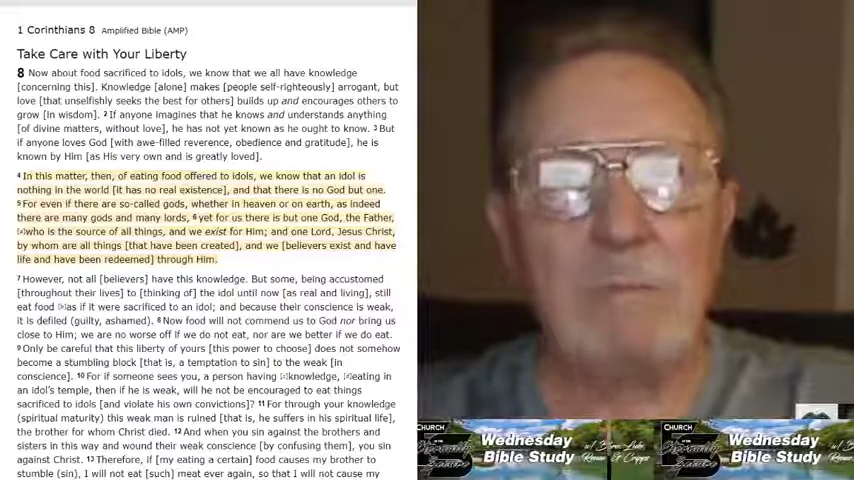 1 Corinthians 8 Amplified Bible (AMP)
Take Care with Your Liberty
8 Now about food sacrificed to idols, we know that we all have knowledge
[concerning this]. Knowledge [alone] makes [people self-righteously] arrogant, but
love [that unselfishly seeks the best for others] builds up and encourages others to
grow [in wisdom]. 2 If anyone imagines that he knows and understands anything
[of divine matters, without love], he has not yet known as he ought to know. 3 But
if anyone loves God [with awe-filled reverence, obedience and gratitude], he is
known by Him [as His very own and is greatly loved].
4 In this matter, then, of eating food offered to idols, we know that an idol is
nothing in the world [it has no real existence], and that there is no God but one.
5 For even if there are so-called gods, whether in heaven or on earth, as indeed
there are many gods and many lords, 6 yet for us there is but one God, the Father,
[a]who is the source of all things, and we exist for Him; and one Lord, Jesus Christ,
by whom are all things [that have been created], and we [believers exist and have
life and have been redeemed] through Him.
7 However, not all [believers] have this knowledge. But some, being accustomed
[throughout their lives] to [thinking of] the idol until now [as real and living], still
eat food [b]as if it were sacrificed to an idol; and because their conscience is weak,
it is defiled (guilty, ashamed). 8 Now food will not commend us to God nor bring us
close to Him; we are no worse off if we do not eat, nor are we better if we do eat.
9 Only be careful that this liberty of yours [this power to choose] does not somehow
become a stumbling block [that is, a temptation to sin] to the weak [in
conscience]. 10 For if someone sees you, a person having [c]knowledge, [d]eating in
an idol's temple, then if he is weak, will he not be encouraged to eat things
sacrificed to idols [and violate his own convictions]? 11 For through your knowledge
(spiritual maturity) this weak man is ruined [that is, he suffers in his spiritual life],
the brother for whom Christ died. 12 And when you sin against the brothers and
sisters in this way and wound their weak conscience [by confusing them], you sin
against Christ. 13 Therefore, if [my eating a certain] food causes my brother to
stumble (sin), I will not eat [such] meat ever again, so that I will not cause my
CHURCH
Wednesday
Bible Study
CHURCH
Wednesday
Bible Study